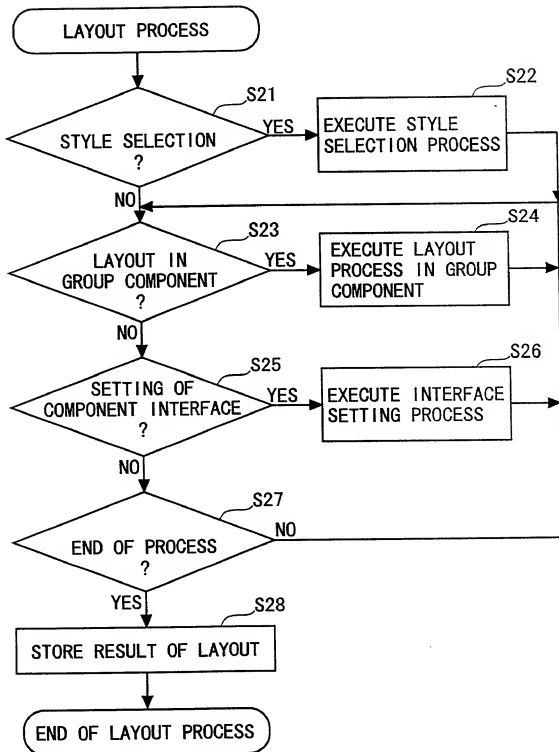 LAYOUT PROCESS
S21
STYLE SELECTION
?
YES
S22
EXECUTE STYLE
SELECTION PROCESS
NO
S23
LAYOUT IN
GROUP COMPONENT
?
YES
S24
EXECUTE LAYOUT
PROCESS IN GROUP
COMPONENT
NO
S25
SETTING OF
COMPONENT INTERFACE
?
YES
S26
EXECUTE INTERFACE
SETTING PROCESS
NO
S27
END OF PROCESS
?
NO
YES
S28
STORE RESULT OF LAYOUT
END OF LAYOUT PROCESS